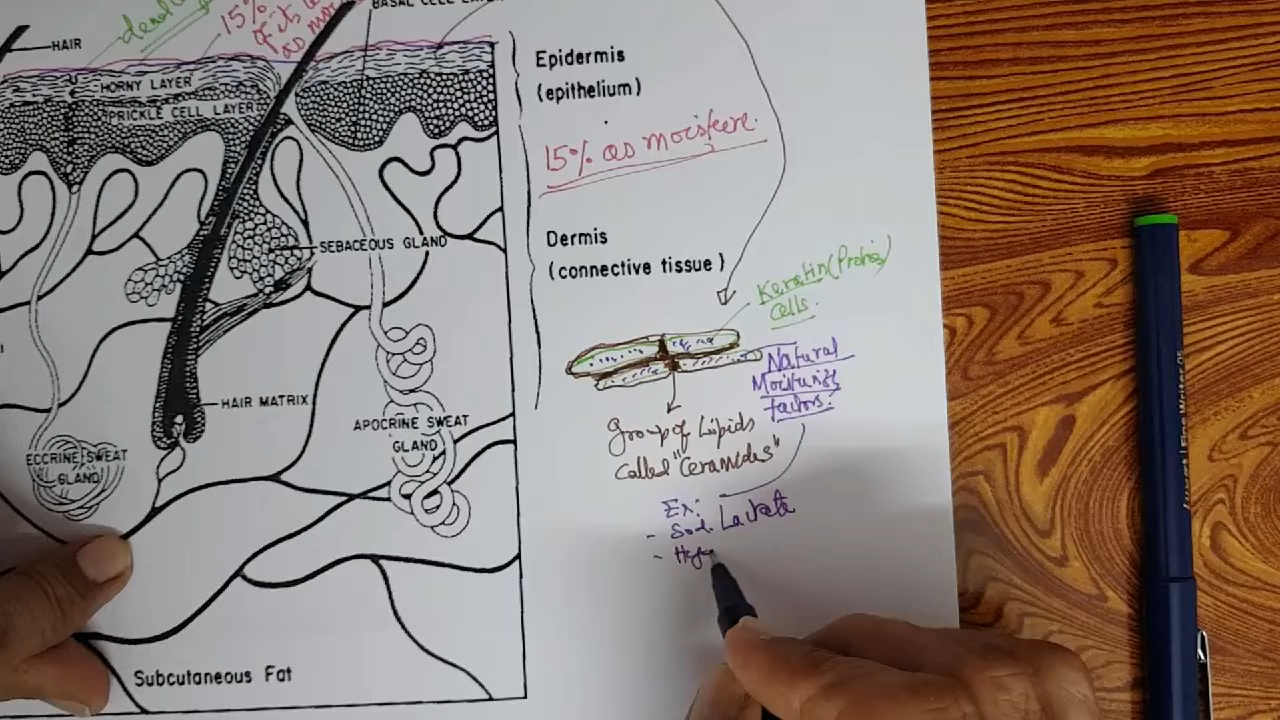 BASAL CELL LAYER
HAIR
15%
HORNY LAYER
PRICKLE CELL LAYER
Epidermis
(epithelium)
15% as moisture.
SEBACEOUS GLAND
Dermis
(connective tissue)
Keratin (Protein)
Cells.
Natural
Moisturising
factors.
HAIR MATRIX
APOCRINE SWEAT
GLAND
ECCRINE SWEAT
GLAND
Group of Lipids
Called "Ceramides"
Ex:
- Sod. Lactate
- Hya
Subcutaneous Fat